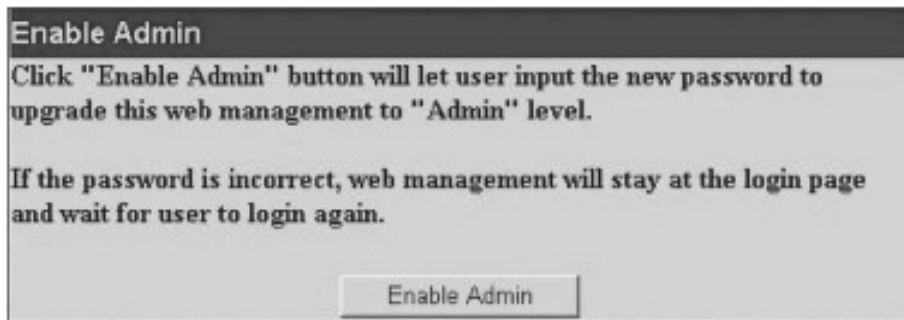 Enable Admin
Click "Enable Admin" button will let user input the new password to
upgrade this web management to "Admin" level.
If the password is incorrect, web management will stay at the login page
and wait for user to login again.
Enable Admin